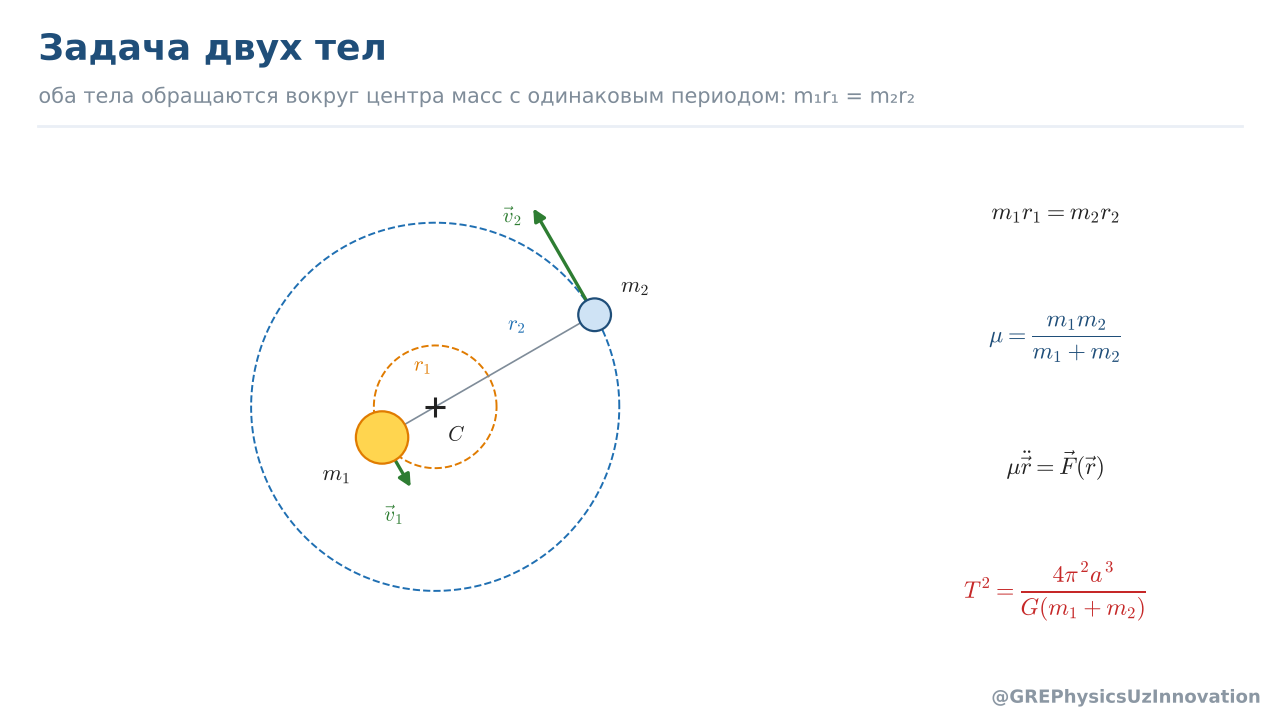 Задача двух тел
оба тела обращаются вокруг центра масс с одинаковым периодом: m₁r₁ = m₂r₂
m₁r₁ = m₂r₂
v⃗₂
m₂
r₂
μ = m₁m₂ / (m₁ + m₂)
r₁
C
m₁
μr̈⃗ = F⃗(r⃗)
v⃗₁
T² = 4π²a³ / G(m₁ + m₂)
@GREPhysicsUzInnovation